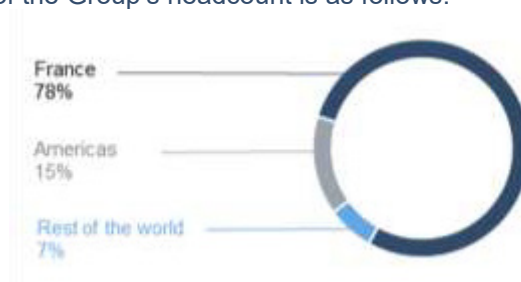 of the Group's headcount is as follows:
France
78%
Americas
15%
Rest of the world
7%